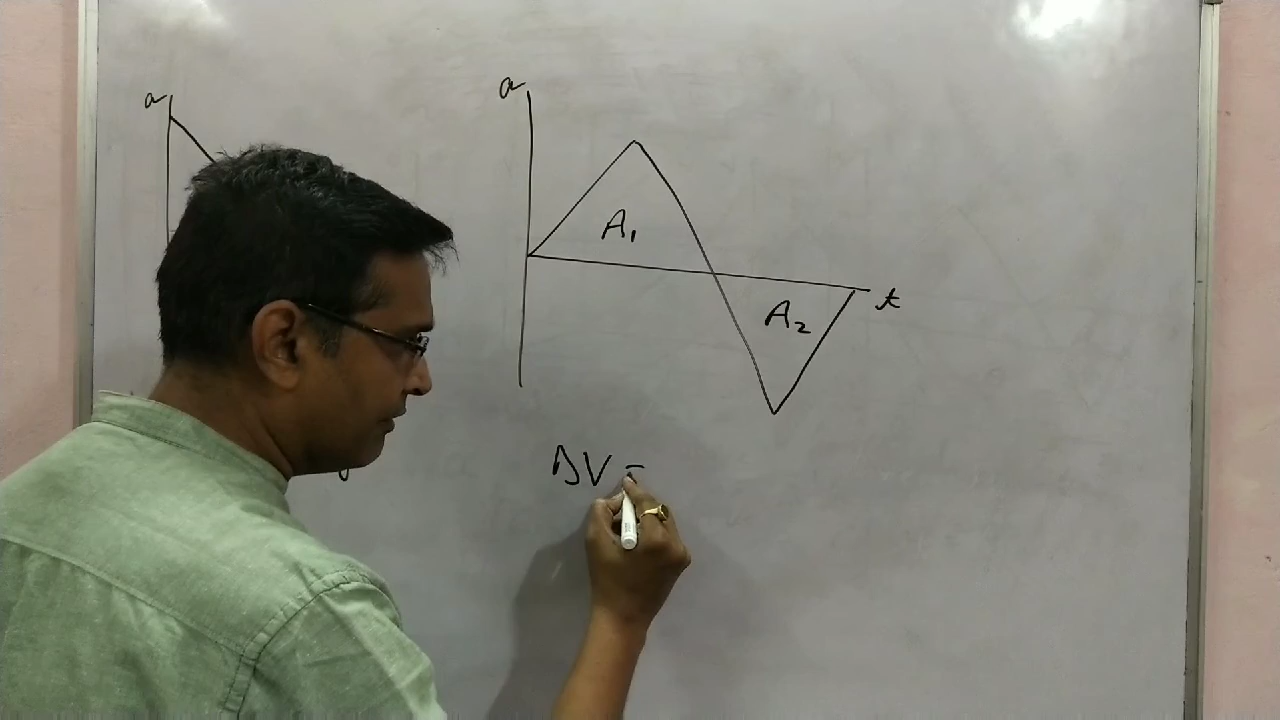 a
a
A₁
t
A₂
ΔV =